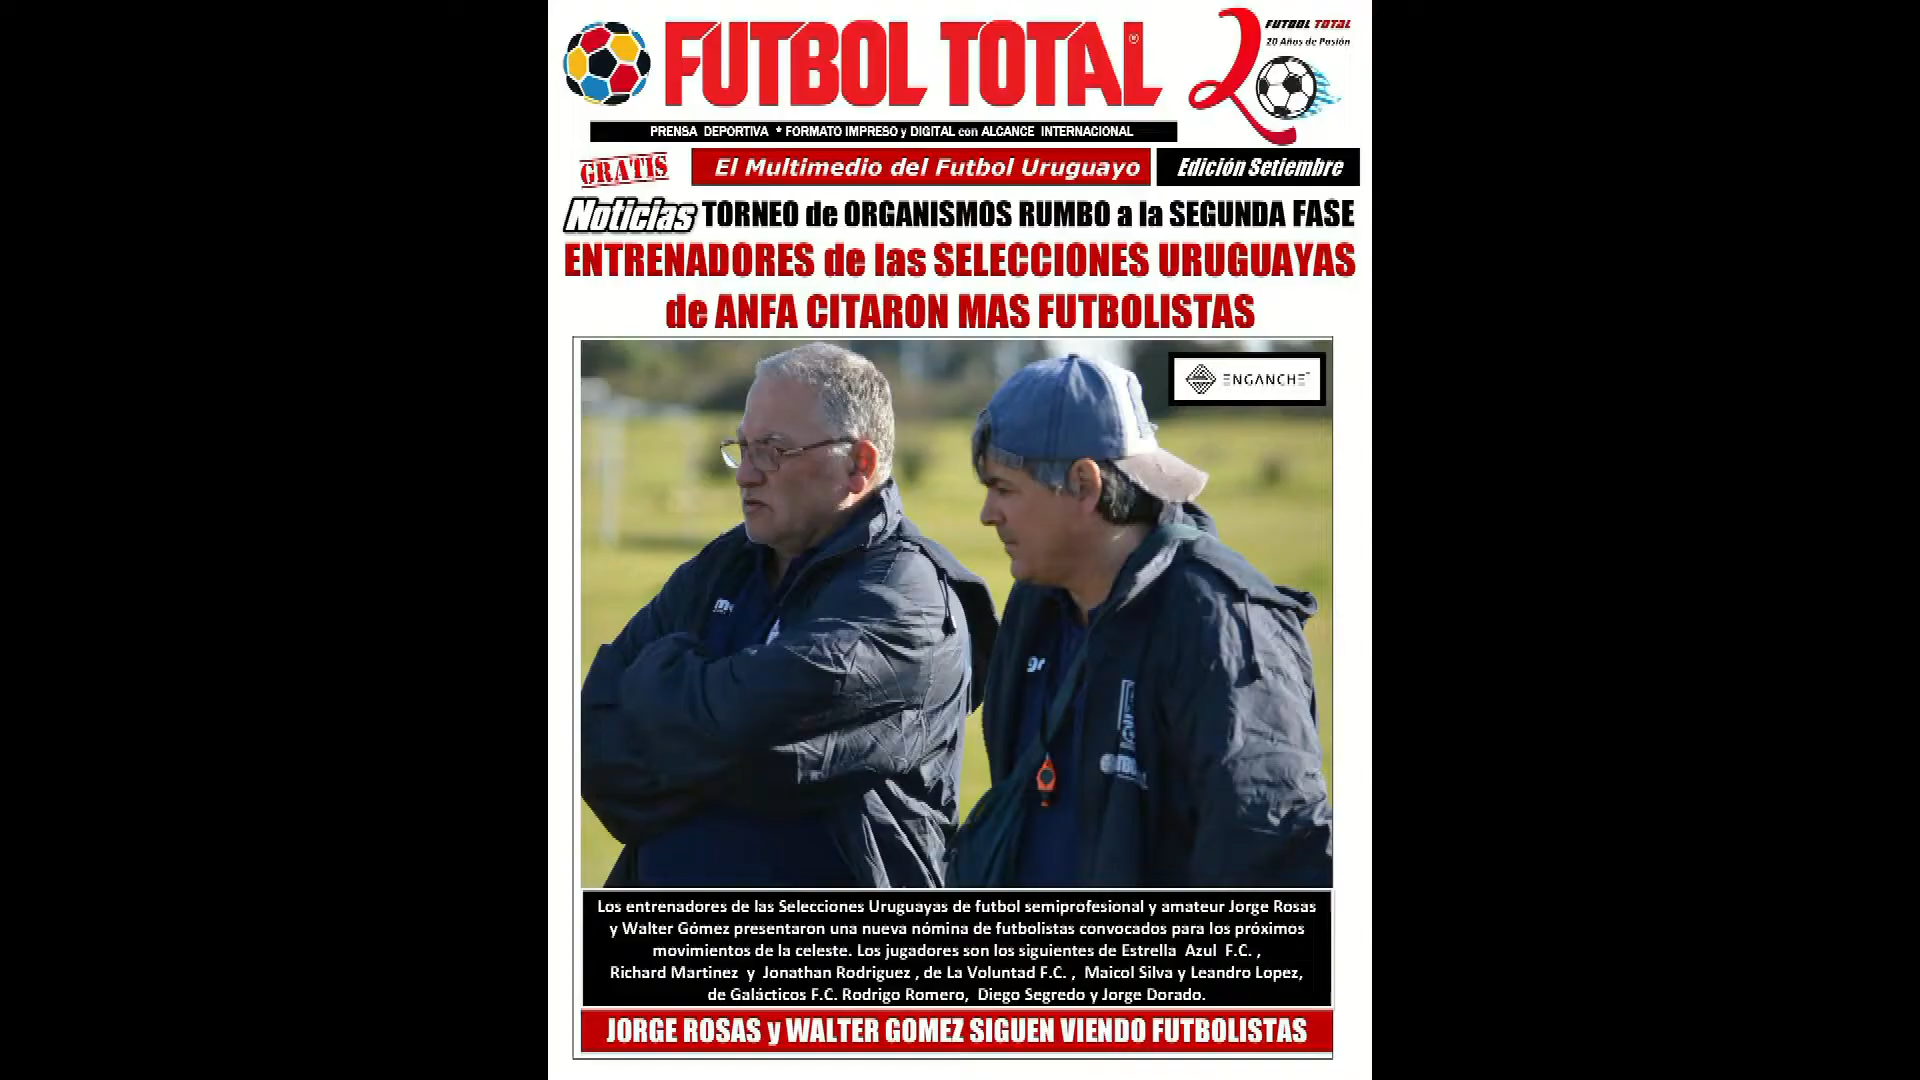 FUTBOL TOTAL
FUTBOL TOTAL
20 Años de Pasión
PRENSA DEPORTIVA * FORMATO IMPRESO y DIGITAL con ALCANCE INTERNACIONAL
GRATIS
El Multimedio del Futbol Uruguayo
Edición Setiembre
Noticias TORNEO de ORGANISMOS RUMBO a la SEGUNDA FASE
ENTRENADORES de las SELECCIONES URUGUAYAS
de ANFA CITARON MAS FUTBOLISTAS
ENGANCHE
Los entrenadores de las Selecciones Uruguayas de futbol semiprofesional y amateur Jorge Rosas
y Walter Gómez presentaron una nueva nómina de futbolistas convocados para los próximos
movimientos de la celeste. Los jugadores son los siguientes de Estrella Azul F.C. ,
Richard Martinez y Jonathan Rodriguez , de La Voluntad F.C. , Maicol Silva y Leandro Lopez,
de Galácticos F.C. Rodrigo Romero, Diego Segredo y Jorge Dorado.
JORGE ROSAS y WALTER GOMEZ SIGUEN VIENDO FUTBOLISTAS